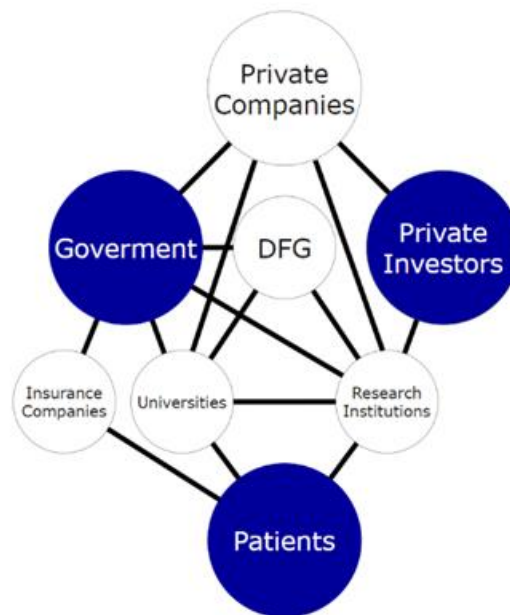 Private
Companies
Goverment
DFG
Private
Investors
Insurance
Companies
Universities
Research
Institutions
Patients